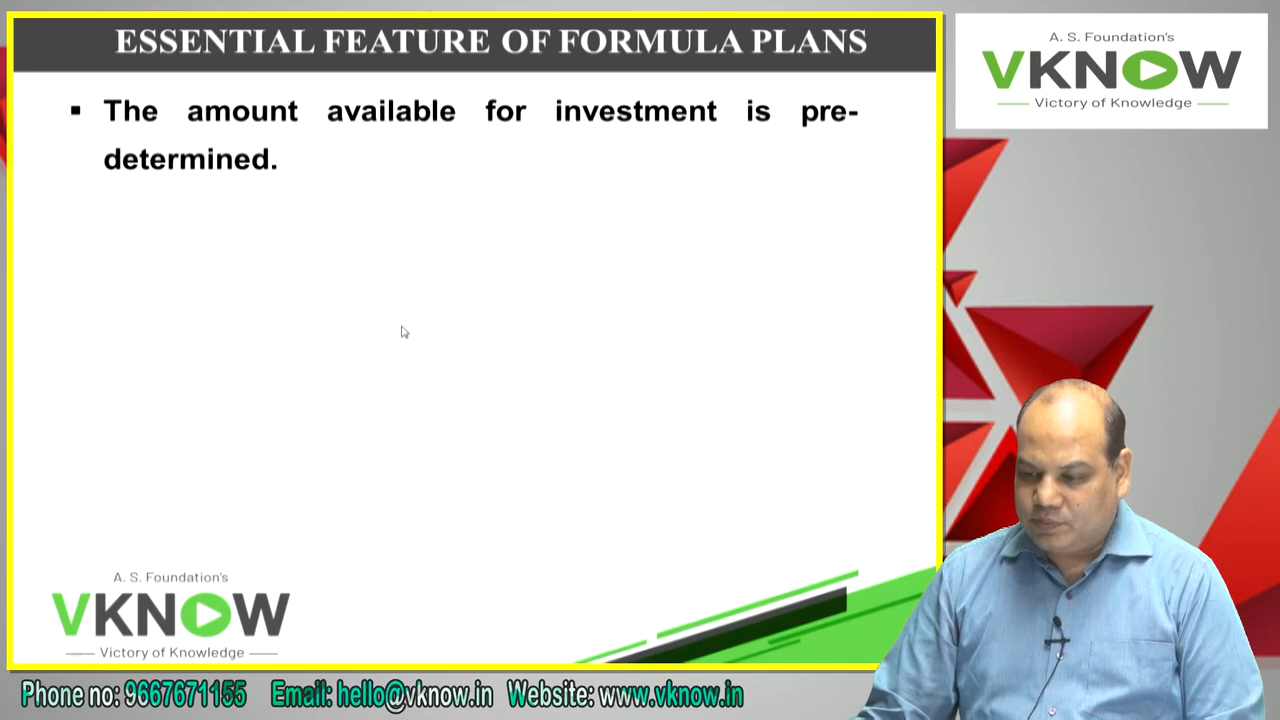 ESSENTIAL FEATURE OF FORMULA PLANS
A. S. Foundation's
VKNOW
Victory of Knowledge
▪ The amount available for investment is pre-
determined.
A. S. Foundation's
VKNOW
Victory of Knowledge
Phone no: 9667671155 Email: hello@vknow.in Website: www.vknow.in